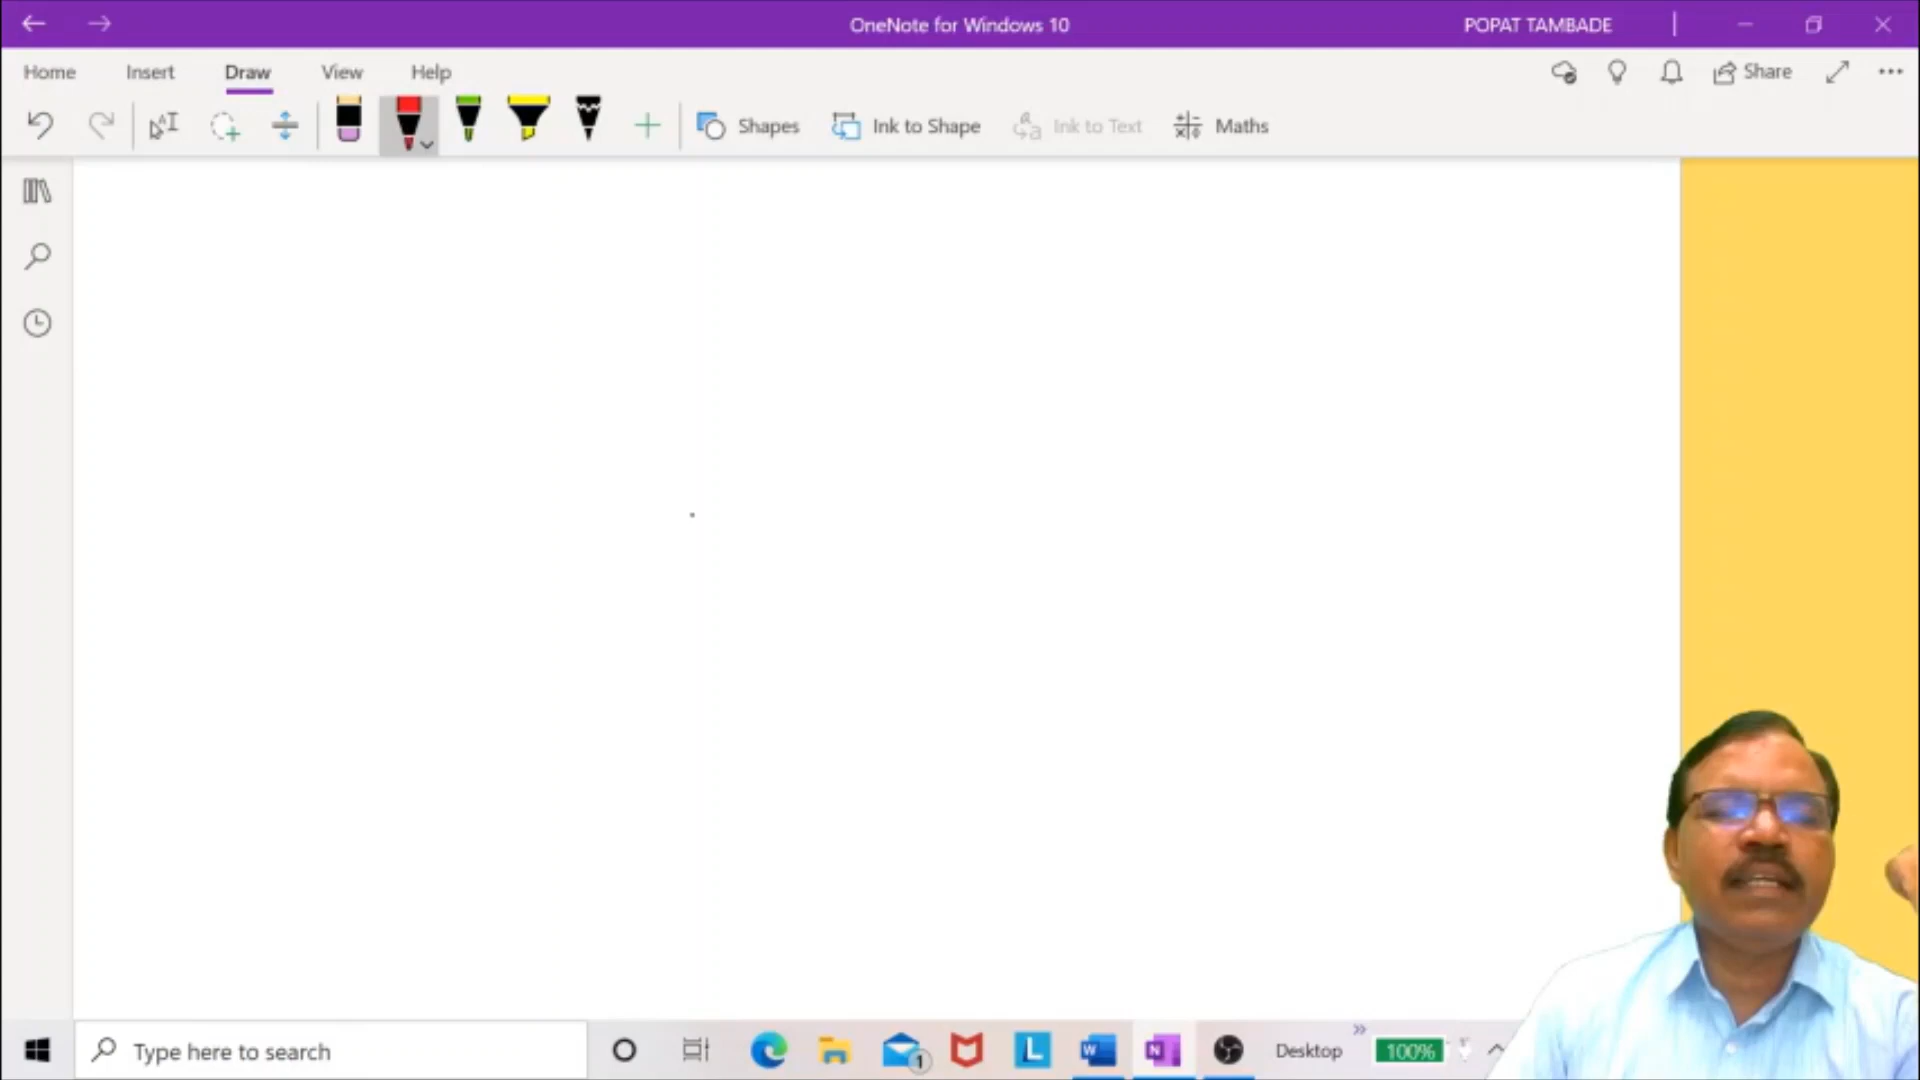 OneNote for Windows 10
POPAT TAMBADE
Home Insert Draw View Help
Share
Shapes Ink to Shape Ink to Text Maths
Type here to search
1
L
W
N
Desktop
100%